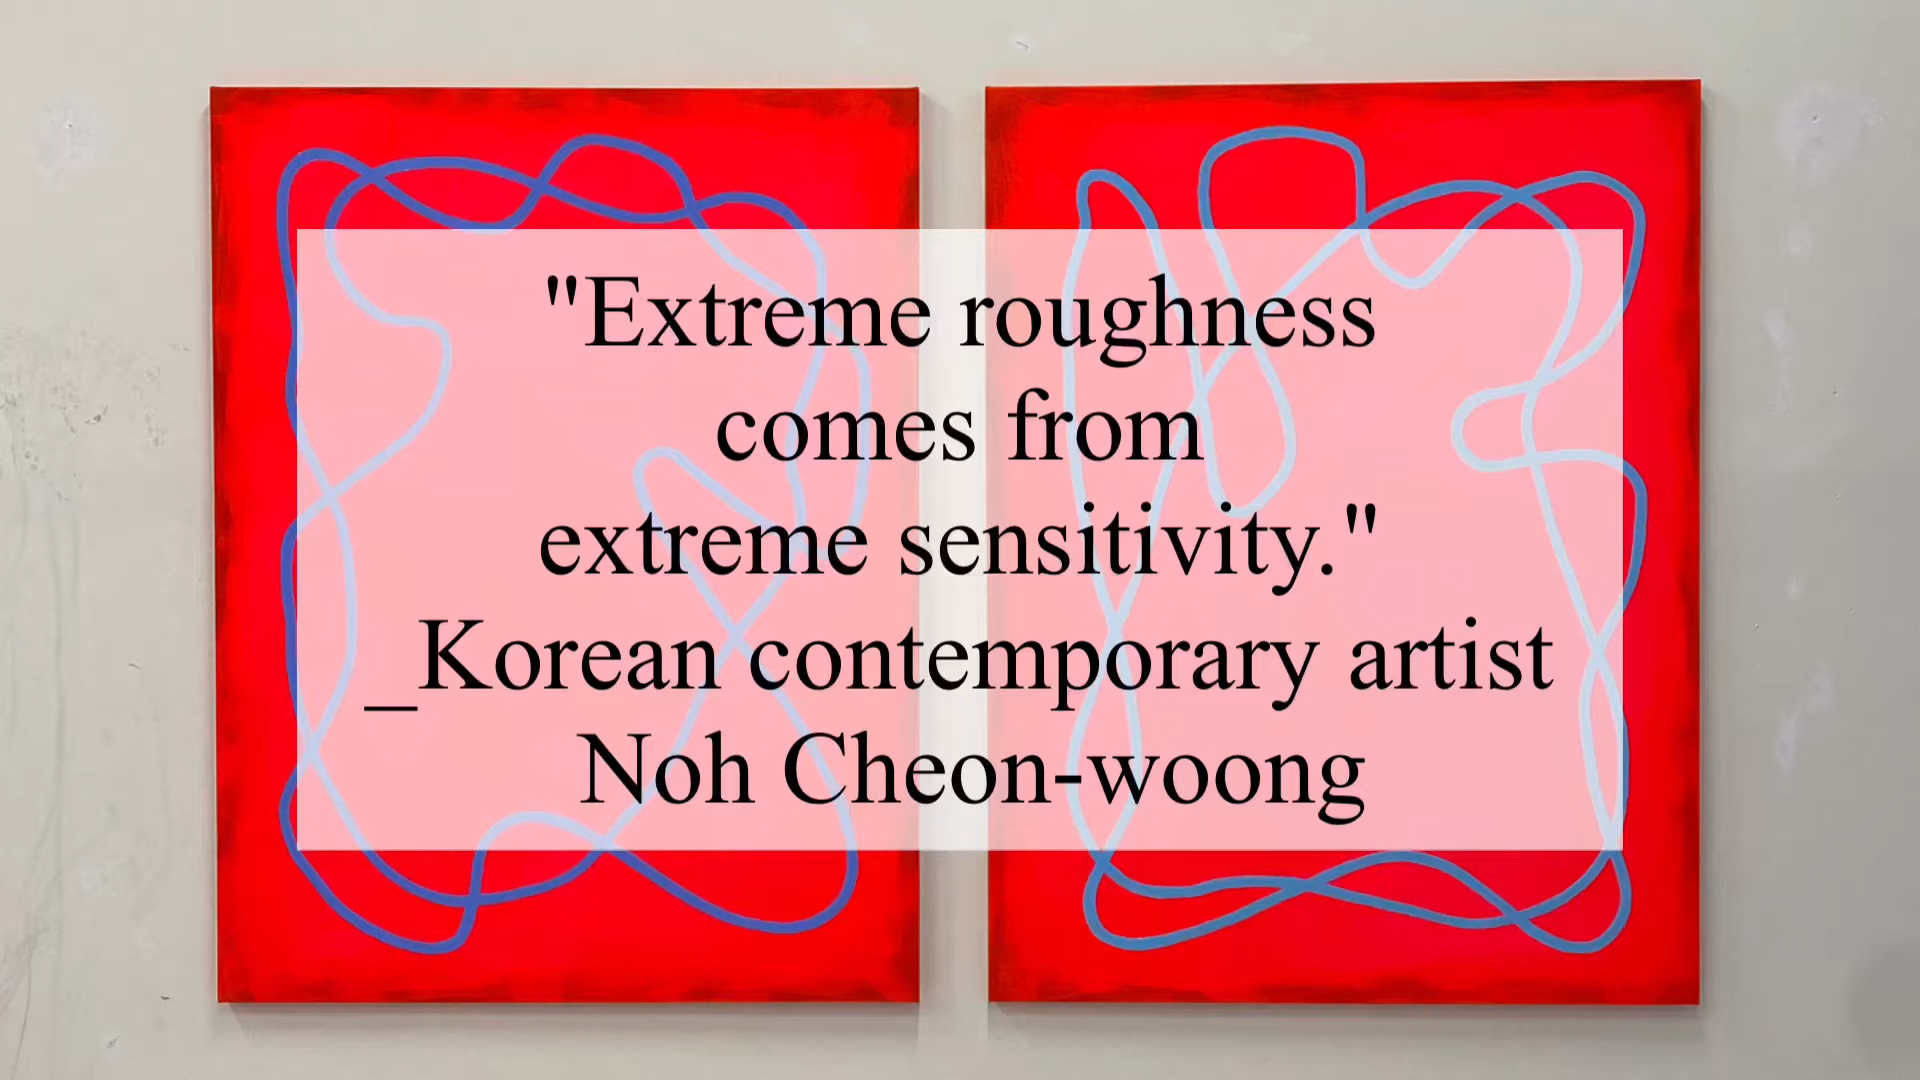 "Extreme roughness
comes from
extreme sensitivity."
_Korean contemporary artist
Noh Cheon-woong